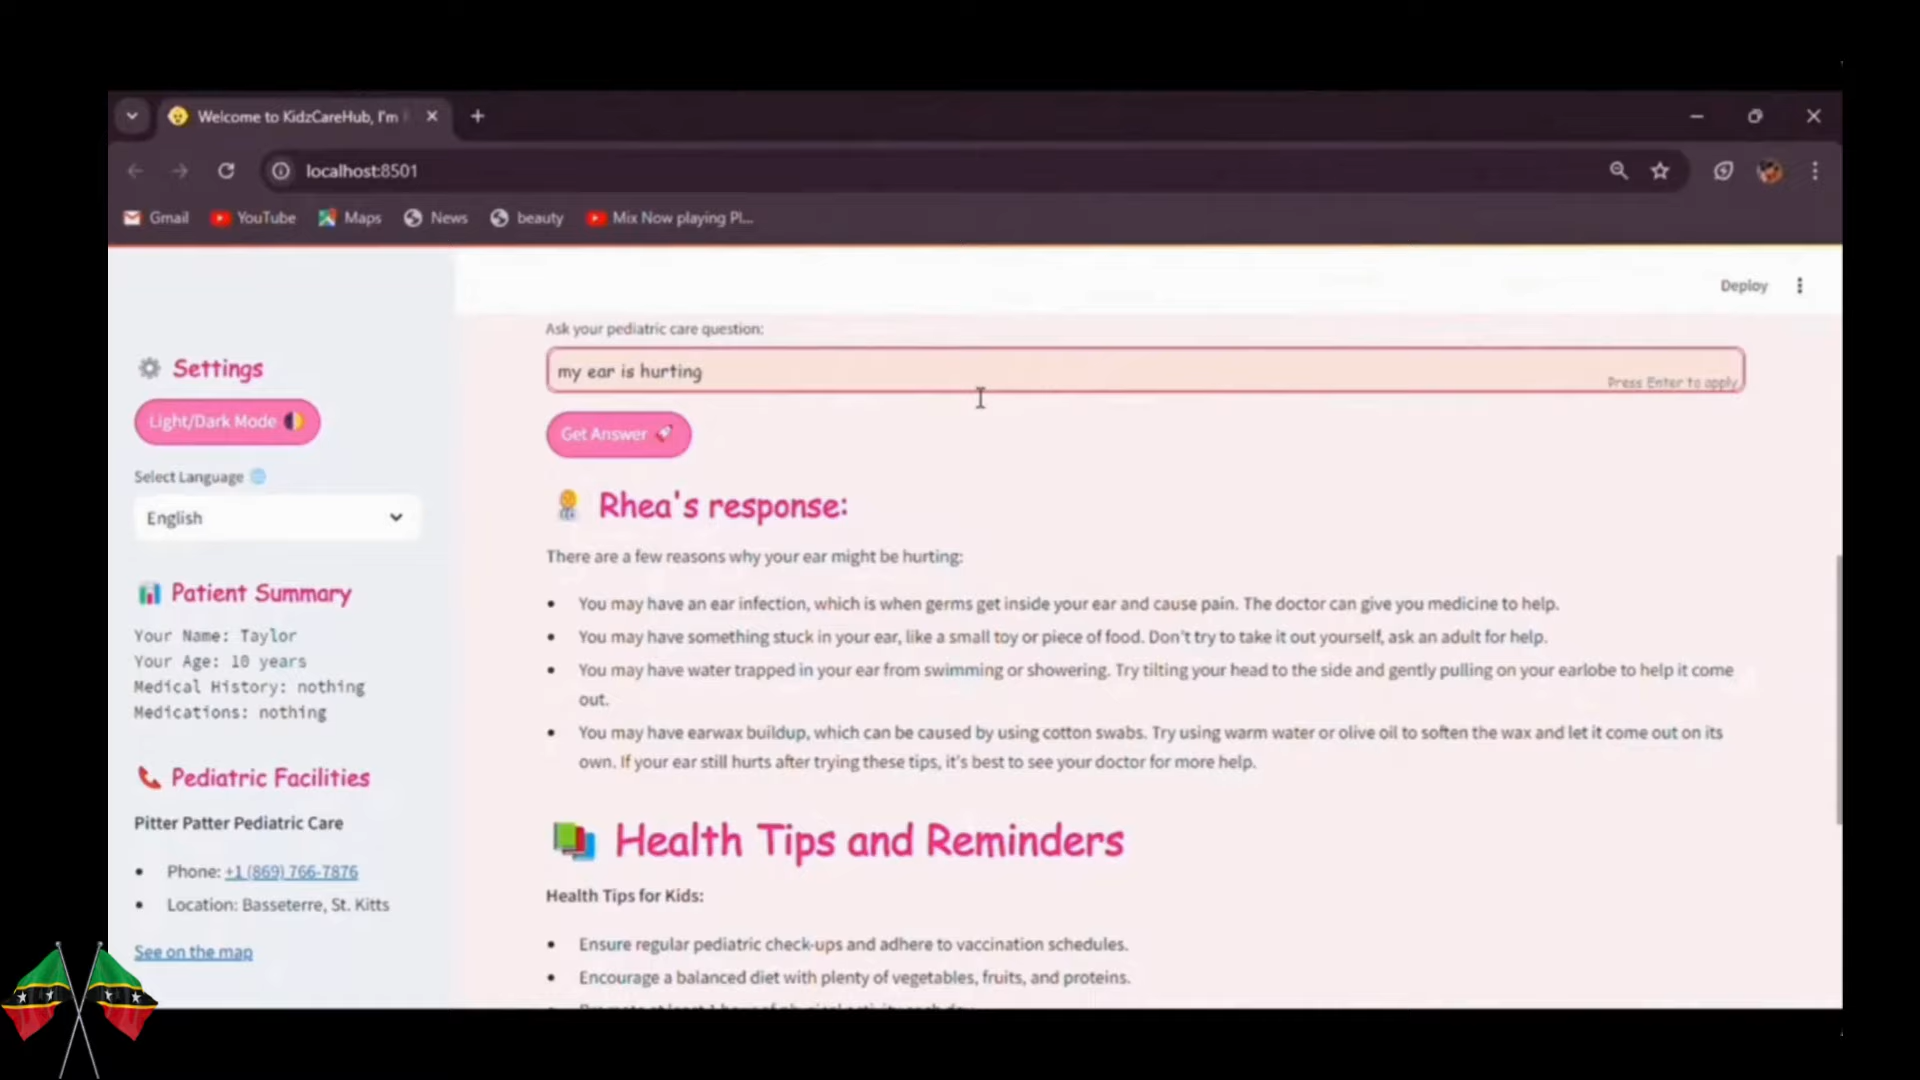 Welcome to KidzCareHub, I'm
localhost:8501
Gmail YouTube Maps News beauty Mix Now playing Pl...
Deploy
Settings
Light/Dark Mode
Select Language
English
Patient Summary
Your Name: Taylor
Your Age: 10 years
Medical History: nothing
Medications: nothing
Pediatric Facilities
Pitter Patter Pediatric Care
Phone: +1 (869) 766-7876
Location: Basseterre, St. Kitts
See on the map
Ask your pediatric care question:
my ear is hurting
Press Enter to apply
Get Answer
Rhea's response:
There are a few reasons why your ear might be hurting:
You may have an ear infection, which is when germs get inside your ear and cause pain. The doctor can give you medicine to help.
You may have something stuck in your ear, like a small toy or piece of food. Don't try to take it out yourself, ask an adult for help.
You may have water trapped in your ear from swimming or showering. Try tilting your head to the side and gently pulling on your earlobe to help it come
out.
You may have earwax buildup, which can be caused by using cotton swabs. Try using warm water or olive oil to soften the wax and let it come out on its
own. If your ear still hurts after trying these tips, it's best to see your doctor for more help.
Health Tips and Reminders
Health Tips for Kids:
Ensure regular pediatric check-ups and adhere to vaccination schedules.
Encourage a balanced diet with plenty of vegetables, fruits, and proteins.